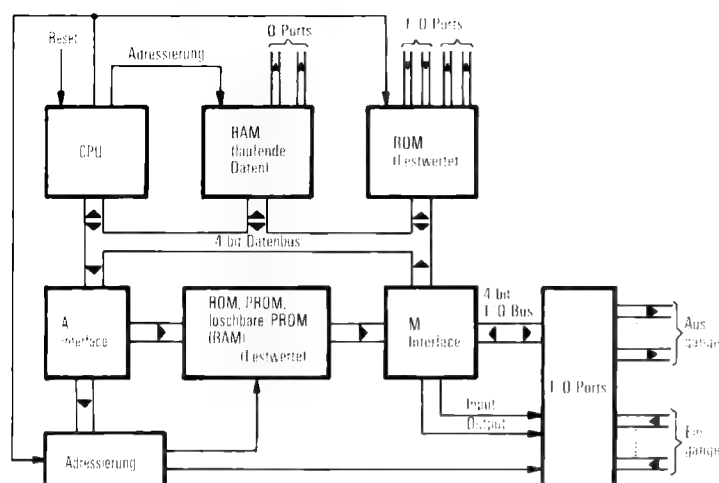 O Ports
I O Ports
Reset
Adressierung
CPU
RAM
(laufende
Daten)
ROM
(Festwerte)
4 bit Datenbus
A
Interface
ROM, PROM,
löschbare PROM
(RAM)
(Festwerte)
M
Interface
4 bit
I O Bus
I O Ports
Aus
gänge
Input
Output
Ein
gänge
Adressierung